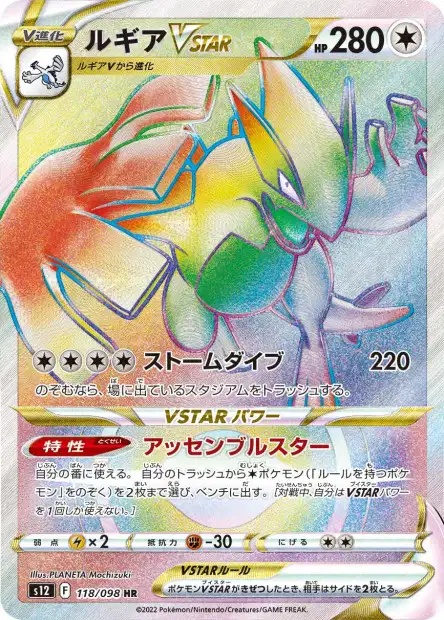 V進化
ルギア VSTAR HP 280
ルギアVから進化
ストームダイブ 220
のぞむなら、場に出ているスタジアムをトラッシュする。
VSTARパワー
特性 アッセンブルスター
自分の番に使える。自分のトラッシュからポケモン(「ルールを持つポケ
モン」をのぞく)を2枚まで選び、ベンチに出す。[対戦中、自分はVSTARパワー
を1回しか使えない。]
弱点 ×2 抵抗力 -30 にげる
Illus.PLANETA Mochizuki VSTARルール
s12 F 118/098 HR ポケモンVSTARがきぜつしたとき、相手はサイドを2枚とる。
©2022 Pokémon/Nintendo/Creatures/GAME FREAK.